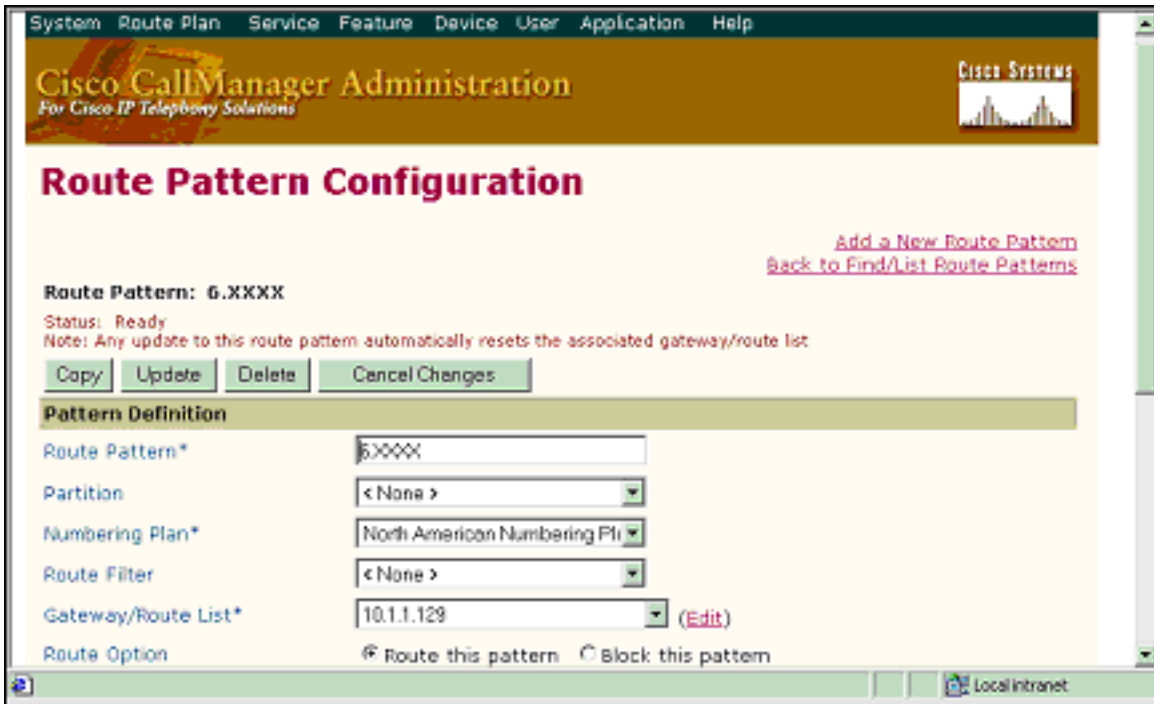 System Route Plan Service Feature Device User Application Help
Cisco CallManager Administration
For Cisco IP Telephony Solutions
CISCO SYSTEMS
Route Pattern Configuration
Add a New Route Pattern
Back to Find/List Route Patterns
Route Pattern: 6.XXXX
Status: Ready
Note: Any update to this route pattern automatically resets the associated gateway/route list
Copy Update Delete Cancel Changes
Pattern Definition
Route Pattern* 6.XXXX
Partition < None >
Numbering Plan* North American Numbering Pla
Route Filter < None >
Gateway/Route List* 10.1.1.129 (Edit)
Route Option Route this pattern Block this pattern
Local intranet